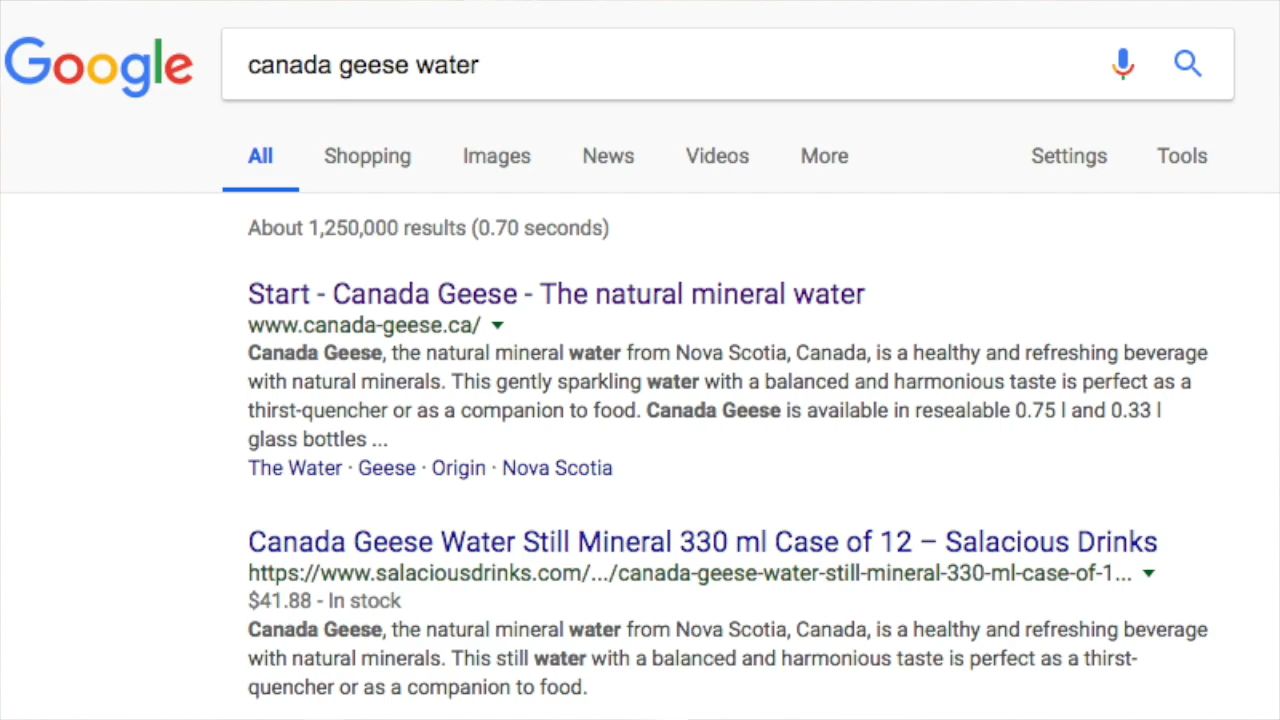 Google
canada geese water
All Shopping Images News Videos More Settings Tools
About 1,250,000 results (0.70 seconds)
Start - Canada Geese - The natural mineral water
www.canada-geese.ca/
Canada Geese, the natural mineral water from Nova Scotia, Canada, is a healthy and refreshing beverage
with natural minerals. This gently sparkling water with a balanced and harmonious taste is perfect as a
thirst-quencher or as a companion to food. Canada Geese is available in resealable 0.75 l and 0.33 l
glass bottles ...
The Water · Geese · Origin · Nova Scotia
Canada Geese Water Still Mineral 330 ml Case of 12 – Salacious Drinks
https://www.salaciousdrinks.com/.../canada-geese-water-still-mineral-330-ml-case-of-1...
$41.88 - In stock
Canada Geese, the natural mineral water from Nova Scotia, Canada, is a healthy and refreshing beverage
with natural minerals. This still water with a balanced and harmonious taste is perfect as a thirst-
quencher or as a companion to food.